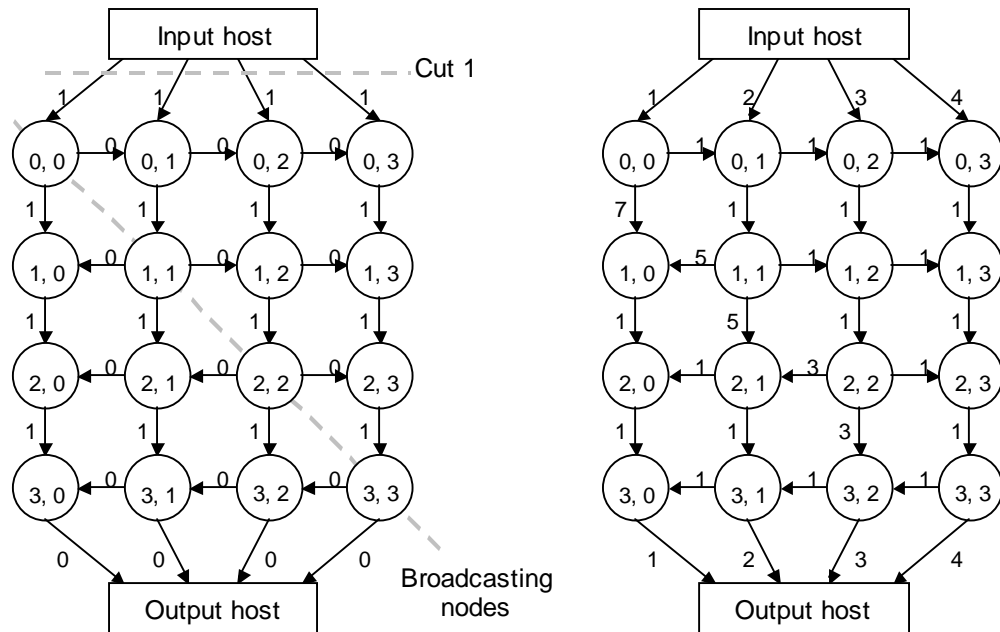 Input host Input host
Cut 1
1 1 1 1 1 2 3 4
0, 0 0 0, 1 0 0, 2 0 0, 3 0, 0 1 0, 1 1 0, 2 1 0, 3
1 1 1 1 7 1 1 1
1, 0 0 1, 1 0 1, 2 0 1, 3 1, 0 5 1, 1 1 1, 2 1 1, 3
1 1 1 1 1 5 1 1
2, 0 0 2, 1 0 2, 2 0 2, 3 2, 0 1 2, 1 3 2, 2 1 2, 3
1 1 1 1 1 1 3 1
3, 0 0 3, 1 0 3, 2 0 3, 3 3, 0 1 3, 1 1 3, 2 1 3, 3
0 0 0 0 1 2 3 4
Broadcasting
nodes
Output host Output host